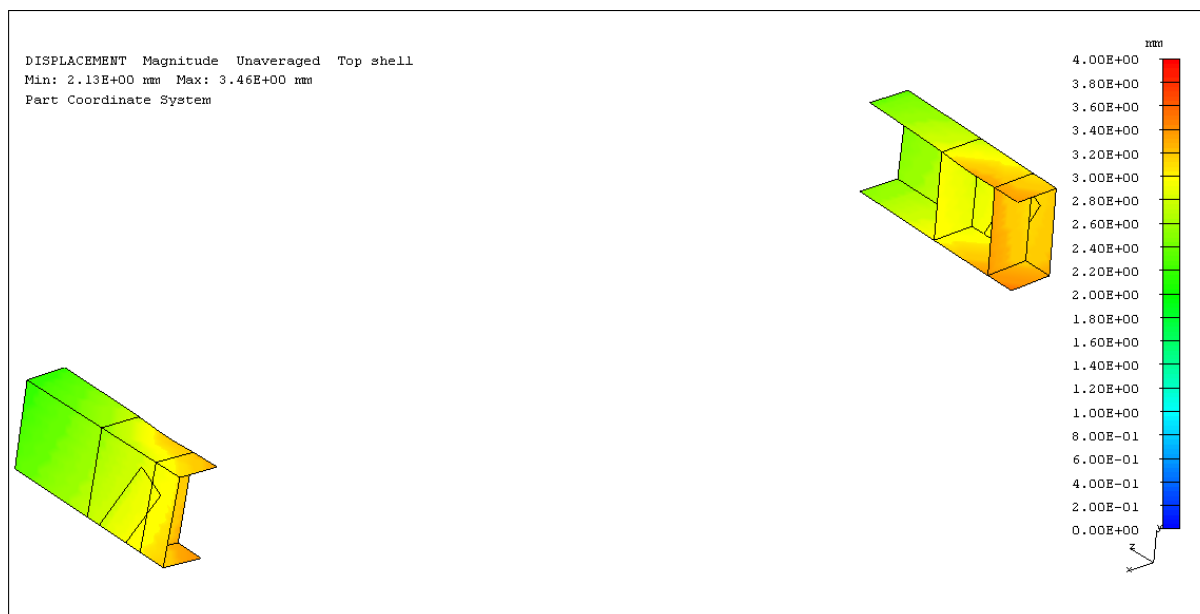 DISPLACEMENT Magnitude Unaveraged Top shell
Min: 2.13E+00 mm Max: 3.46E+00 mm
Part Coordinate System
mm
4.00E+00
3.80E+00
3.60E+00
3.40E+00
3.20E+00
3.00E+00
2.80E+00
2.60E+00
2.40E+00
2.20E+00
2.00E+00
1.80E+00
1.60E+00
1.40E+00
1.20E+00
1.00E+00
8.00E-01
6.00E-01
4.00E-01
2.00E-01
0.00E+00
Y
Z
X